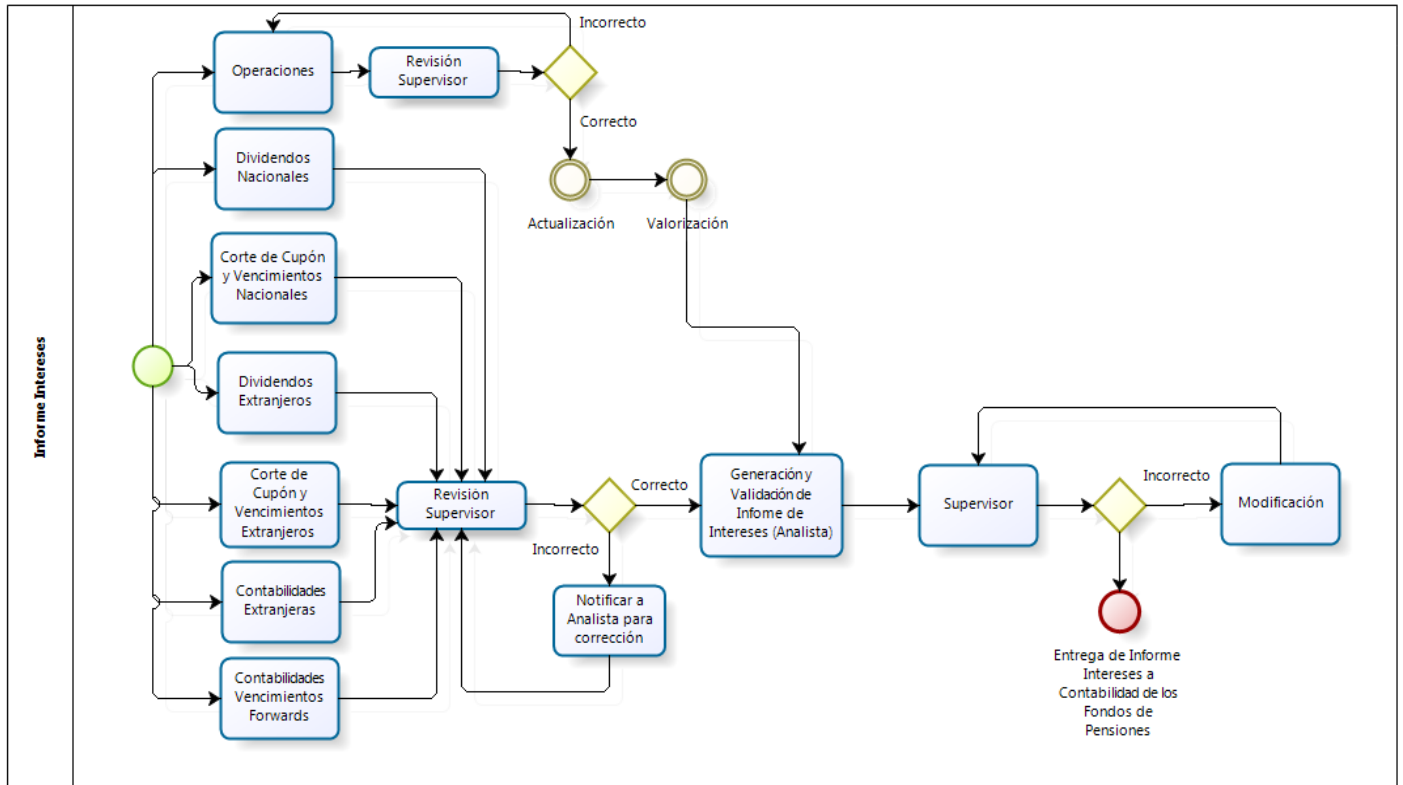 Informe Intereses
Incorrecto
Operaciones
Revisión
Supervisor
Correcto
Dividendos
Nacionales
Actualización
Valorización
Corte de Cupón
y Vencimientos
Nacionales
Dividendos
Extranjeros
Corte de
Cupón y
Vencimientos
Extranjeros
Revisión
Supervisor
Correcto
Incorrecto
Generación y
Validación de
Informe de
Intereses (Analista)
Supervisor
Incorrecto
Modificación
Contabilidades
Extranjeras
Notificar a
Analista para
corrección
Contabilidades
Vencimientos
Forwards
Entrega de Informe
Intereses a
Contabilidad de los
Fondos de
Pensiones